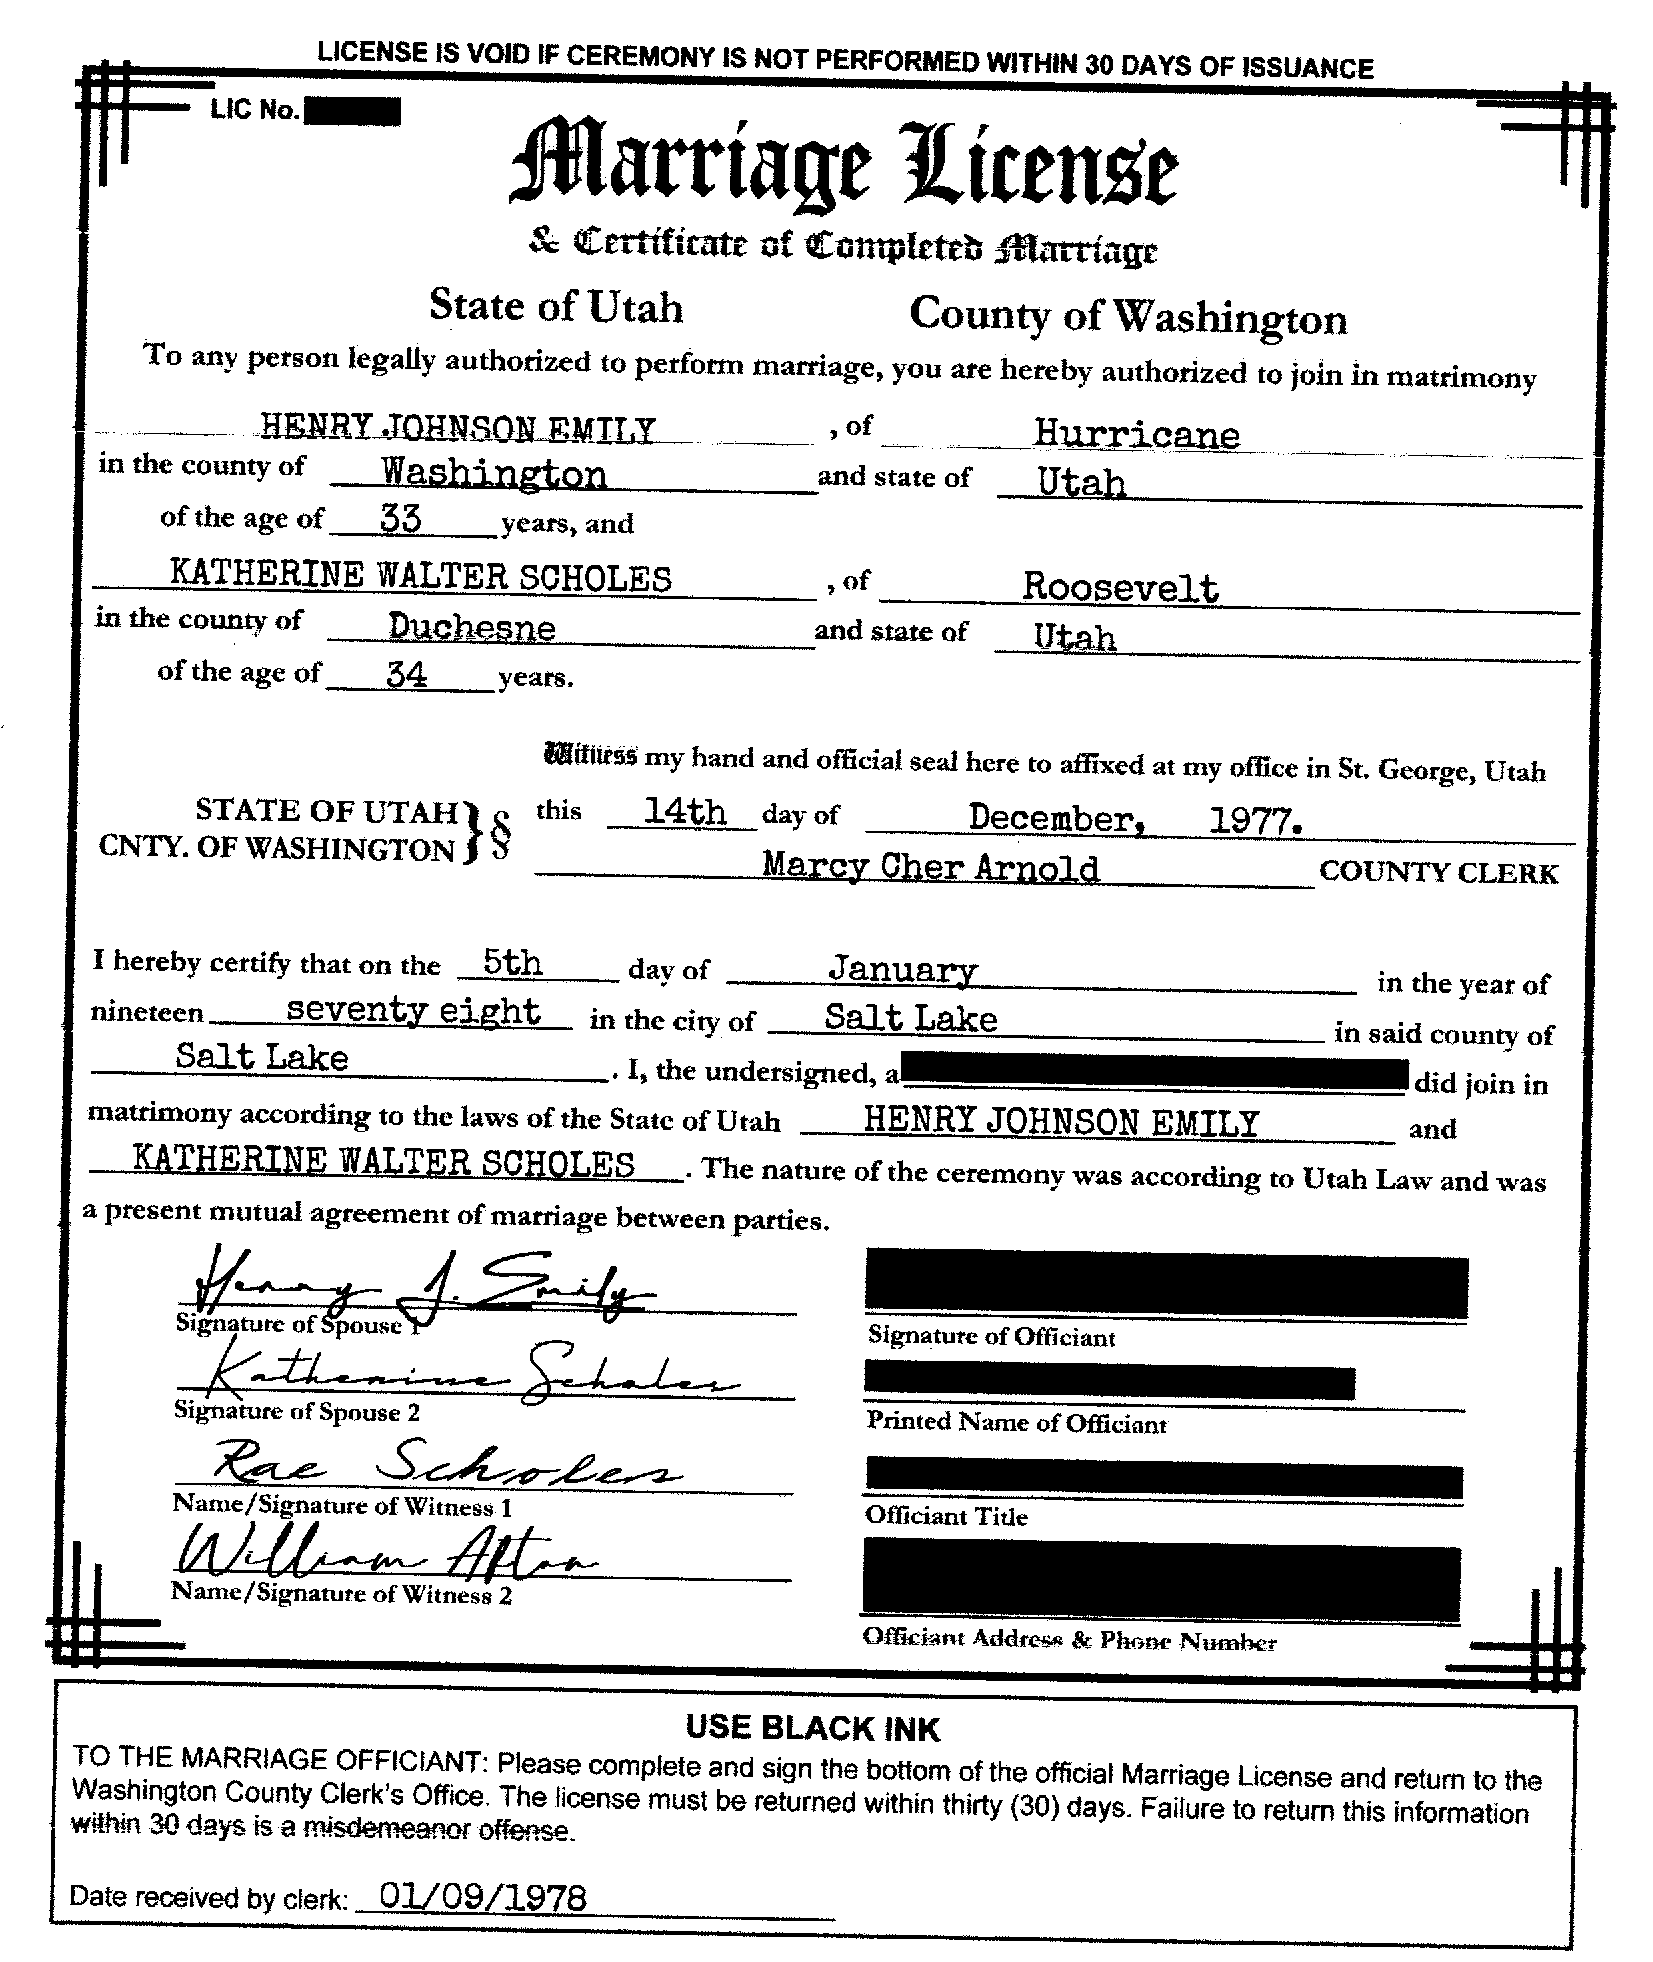 LICENSE IS VOID IF CEREMONY IS NOT PERFORMED WITHIN 30 DAYS OF ISSUANCE
LIC No.
Marriage License
& Certificate of Completed Marriage
State of Utah County of Washington
To any person legally authorized to perform marriage, you are hereby authorized to join in matrimony
HENRY JOHNSON EMILY , of Hurricane
in the county of Washington and state of Utah
of the age of 33 years, and
KATHERINE WALTER SCHOLES , of Roosevelt
in the county of Duchesne and state of Utah
of the age of 34 years.
Witness my hand and official seal here to affixed at my office in St. George, Utah
STATE OF UTAH } § this 14th day of December, 1977.
CNTY. OF WASHINGTON Marcy Cher Arnold COUNTY CLERK
I hereby certify that on the 5th day of January in the year of
nineteen seventy eight in the city of Salt Lake in said county of
Salt Lake . I, the undersigned, a did join in
matrimony according to the laws of the State of Utah HENRY JOHNSON EMILY and
KATHERINE WALTER SCHOLES . The nature of the ceremony was according to Utah Law and was
a present mutual agreement of marriage between parties.
Henry J. Emily
Signature of Spouse 1
Signature of Officiant
Katherine Scholes
Signature of Spouse 2
Printed Name of Officiant
Rae Scholes
Name/Signature of Witness 1
Officiant Title
William Afton
Name/Signature of Witness 2
Officiant Address & Phone Number
USE BLACK INK
TO THE MARRIAGE OFFICIANT: Please complete and sign the bottom of the official Marriage License and return to the
Washington County Clerk's Office. The license must be returned within thirty (30) days. Failure to return this information
within 30 days is a misdemeanor offense.
Date received by clerk: 01/09/1978